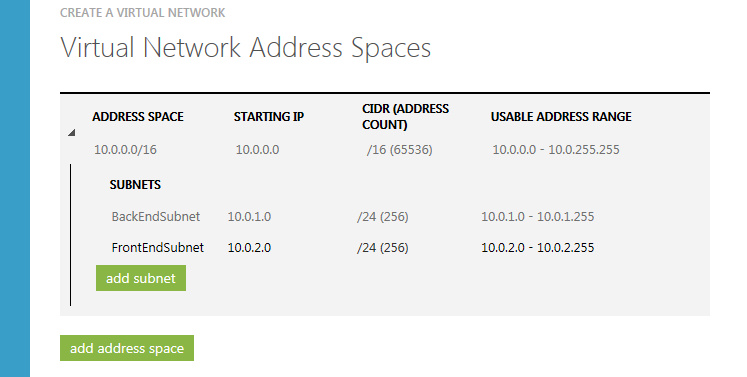 CREATE A VIRTUAL NETWORK
Virtual Network Address Spaces
ADDRESS SPACE STARTING IP CIDR (ADDRESS COUNT) USABLE ADDRESS RANGE
10.0.0.0/16 10.0.0.0 /16 (65536) 10.0.0.0 - 10.0.255.255
SUBNETS
BackEndSubnet 10.0.1.0 /24 (256) 10.0.1.0 - 10.0.1.255
FrontEndSubnet 10.0.2.0 /24 (256) 10.0.2.0 - 10.0.2.255
add subnet
add address space